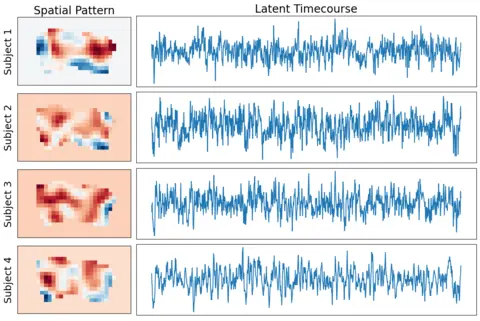 Spatial Pattern
Latent Timecourse
Subject 1
Subject 2
Subject 3
Subject 4